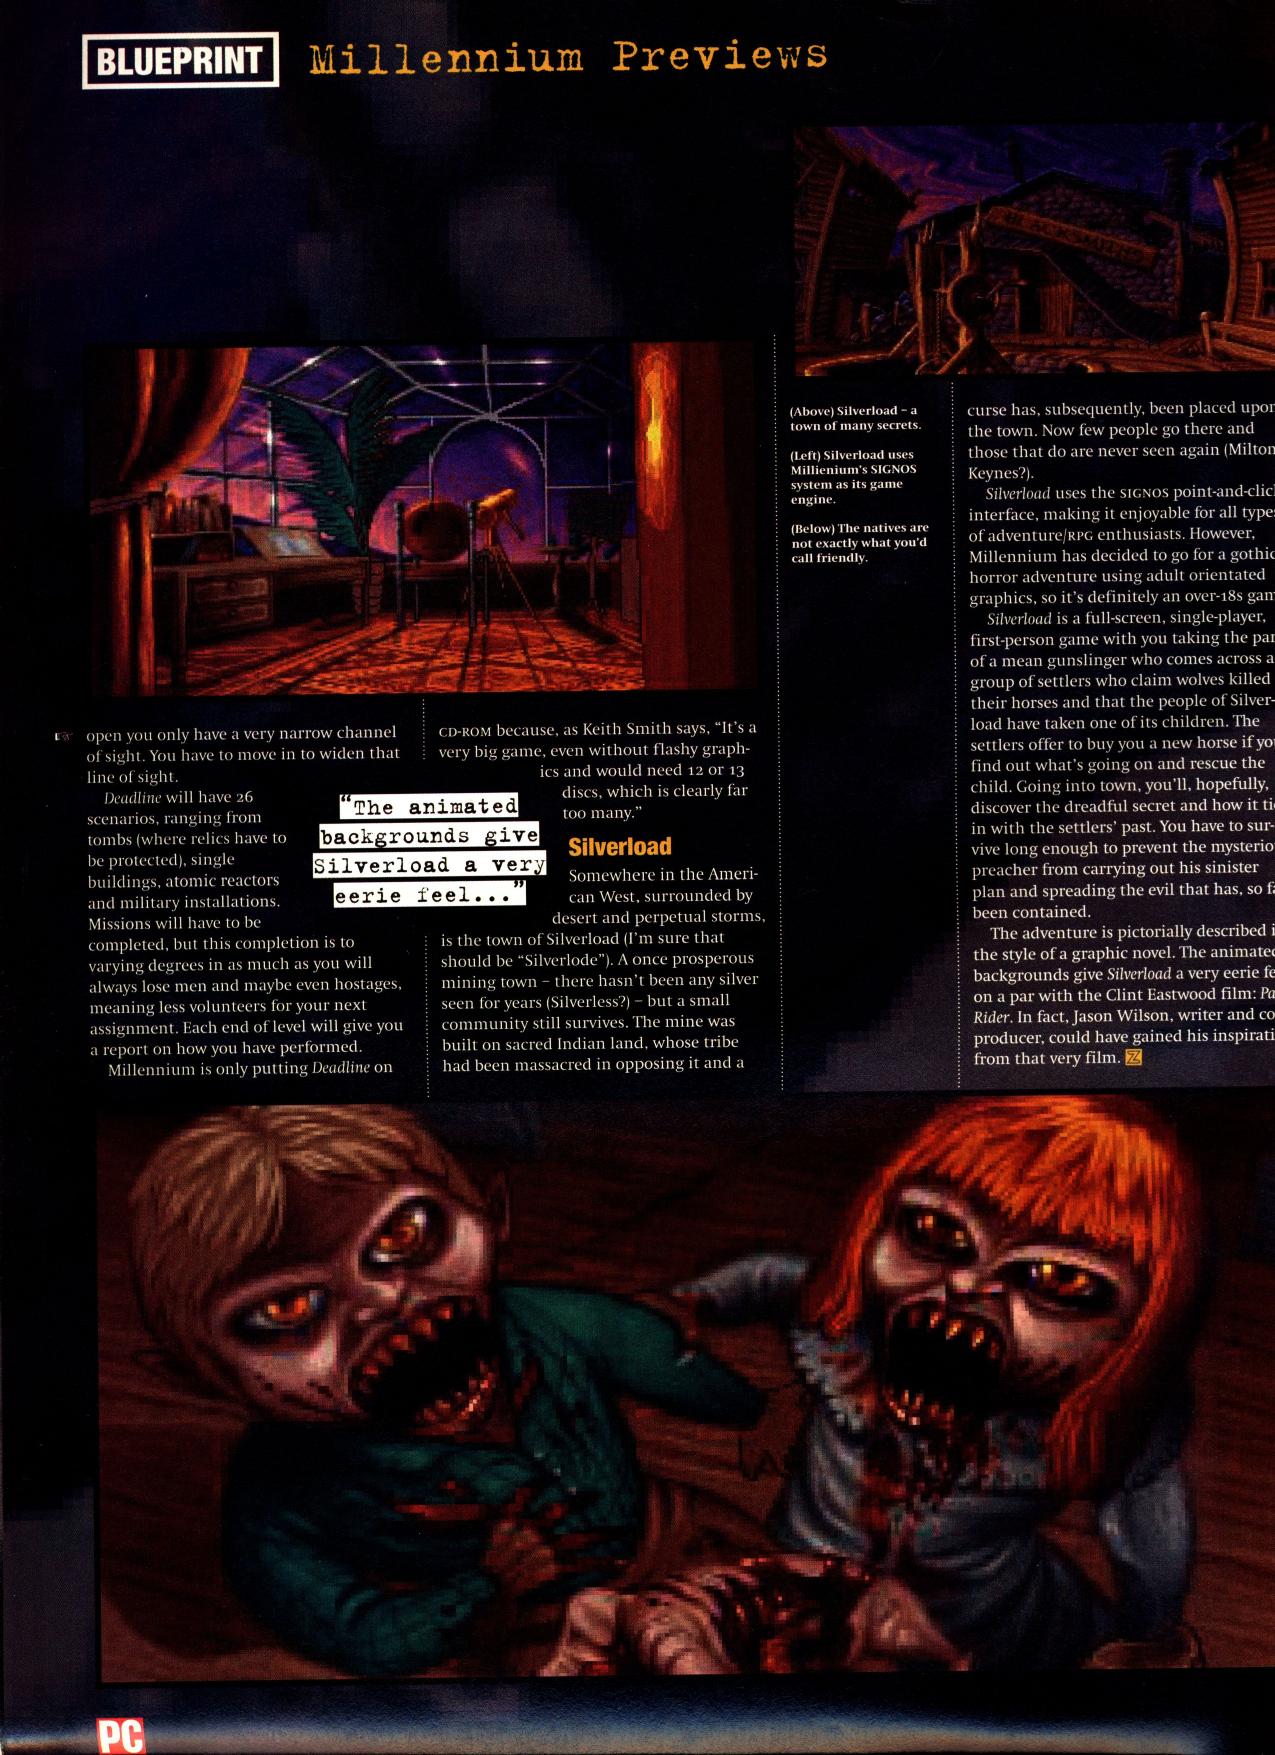 BLUEPRINT Millennium Previews
BLACKSMITHS
(Above) Silverload – a
town of many secrets.
(Left) Silverload uses
Millienium's SIGNOS
system as its game
engine.
(Below) The natives are
not exactly what you'd
call friendly.
open you only have a very narrow channel
of sight. You have to move in to widen that
line of sight.
Deadline will have 26
scenarios, ranging from
tombs (where relics have to
be protected), single
buildings, atomic reactors
and military installations.
Missions will have to be
completed, but this completion is to
varying degrees in as much as you will
always lose men and maybe even hostages,
meaning less volunteers for your next
assignment. Each end of level will give you
a report on how you have performed.
Millennium is only putting Deadline on
"The animated
backgrounds give
Silverload a very
eerie feel..."
CD-ROM because, as Keith Smith says, "It's a
very big game, even without flashy graph-
ics and would need 12 or 13
discs, which is clearly far
too many."
Silverload
Somewhere in the Ameri-
can West, surrounded by
desert and perpetual storms,
is the town of Silverload (I'm sure that
should be "Silverlode"). A once prosperous
mining town – there hasn't been any silver
seen for years (Silverless?) – but a small
community still survives. The mine was
built on sacred Indian land, whose tribe
had been massacred in opposing it and a
curse has, subsequently, been placed upon
the town. Now few people go there and
those that do are never seen again (Milton
Keynes?).
Silverload uses the SIGNOS point-and-click
interface, making it enjoyable for all types
of adventure/RPG enthusiasts. However,
Millennium has decided to go for a gothic
horror adventure using adult orientated
graphics, so it's definitely an over-18s gam
Silverload is a full-screen, single-player,
first-person game with you taking the par
of a mean gunslinger who comes across a
group of settlers who claim wolves killed
their horses and that the people of Silver-
load have taken one of its children. The
settlers offer to buy you a new horse if you
find out what's going on and rescue the
child. Going into town, you'll, hopefully,
discover the dreadful secret and how it ti
in with the settlers' past. You have to sur-
vive long enough to prevent the mysterio
preacher from carrying out his sinister
plan and spreading the evil that has, so fa
been contained.
The adventure is pictorially described i
the style of a graphic novel. The animated
backgrounds give Silverload a very eerie fe
on a par with the Clint Eastwood film: Pa
Rider. In fact, Jason Wilson, writer and co
producer, could have gained his inspirati
from that very film. Z
PC